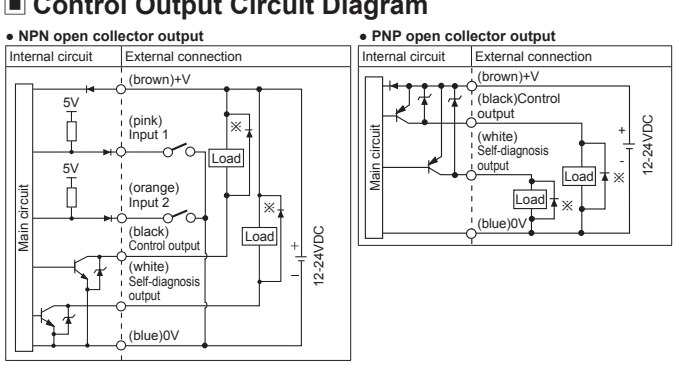 ■ Control Output Circuit Diagram
● NPN open collector output
Internal circuit
External connection
(brown)+V
5V
(pink)
Input 1
※
Load
5V
(orange)
Input 2
※
Load
(black)
Control output
(white)
Self-diagnosis
output
(blue)0V
Main circuit
+
−
12-24VDC
● PNP open collector output
Internal circuit
External connection
(brown)+V
(black)Control
output
(white)
Self-diagnosis
output
Load
※
Load
※
(blue)0V
Main circuit
+
-
12-24VDC